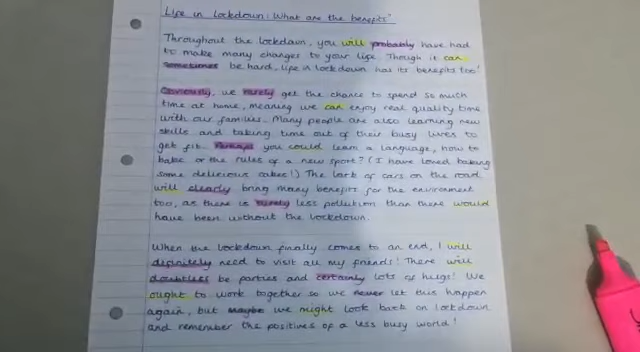 Life in lockdown: What are the benefits?
Throughout the lockdown, you will probably have had
to make many changes to your life. Though it can
sometimes be hard, life in lockdown has its benefits too!
Obviously, we rarely get the chance to spend so much
time at home, meaning we can enjoy real quality time
with our families. Many people are also learning new
skills and taking time out of their busy lives to
get fit. Perhaps you could learn a language, how to
bake or the rules of a new sport? (I have loved baking
some delicious cakes!) The lack of cars on the road
will clearly bring many benefits for the environment
too, as there is surely less pollution than there would
have been without the lockdown.
When the lockdown finally comes to an end, I will
definitely need to visit all my friends! There will
doubtless be parties and certainly lots of hugs! We
ought to work together so we never let this happen
again, but maybe we might look back on lockdown
and remember the positives of a less busy world!